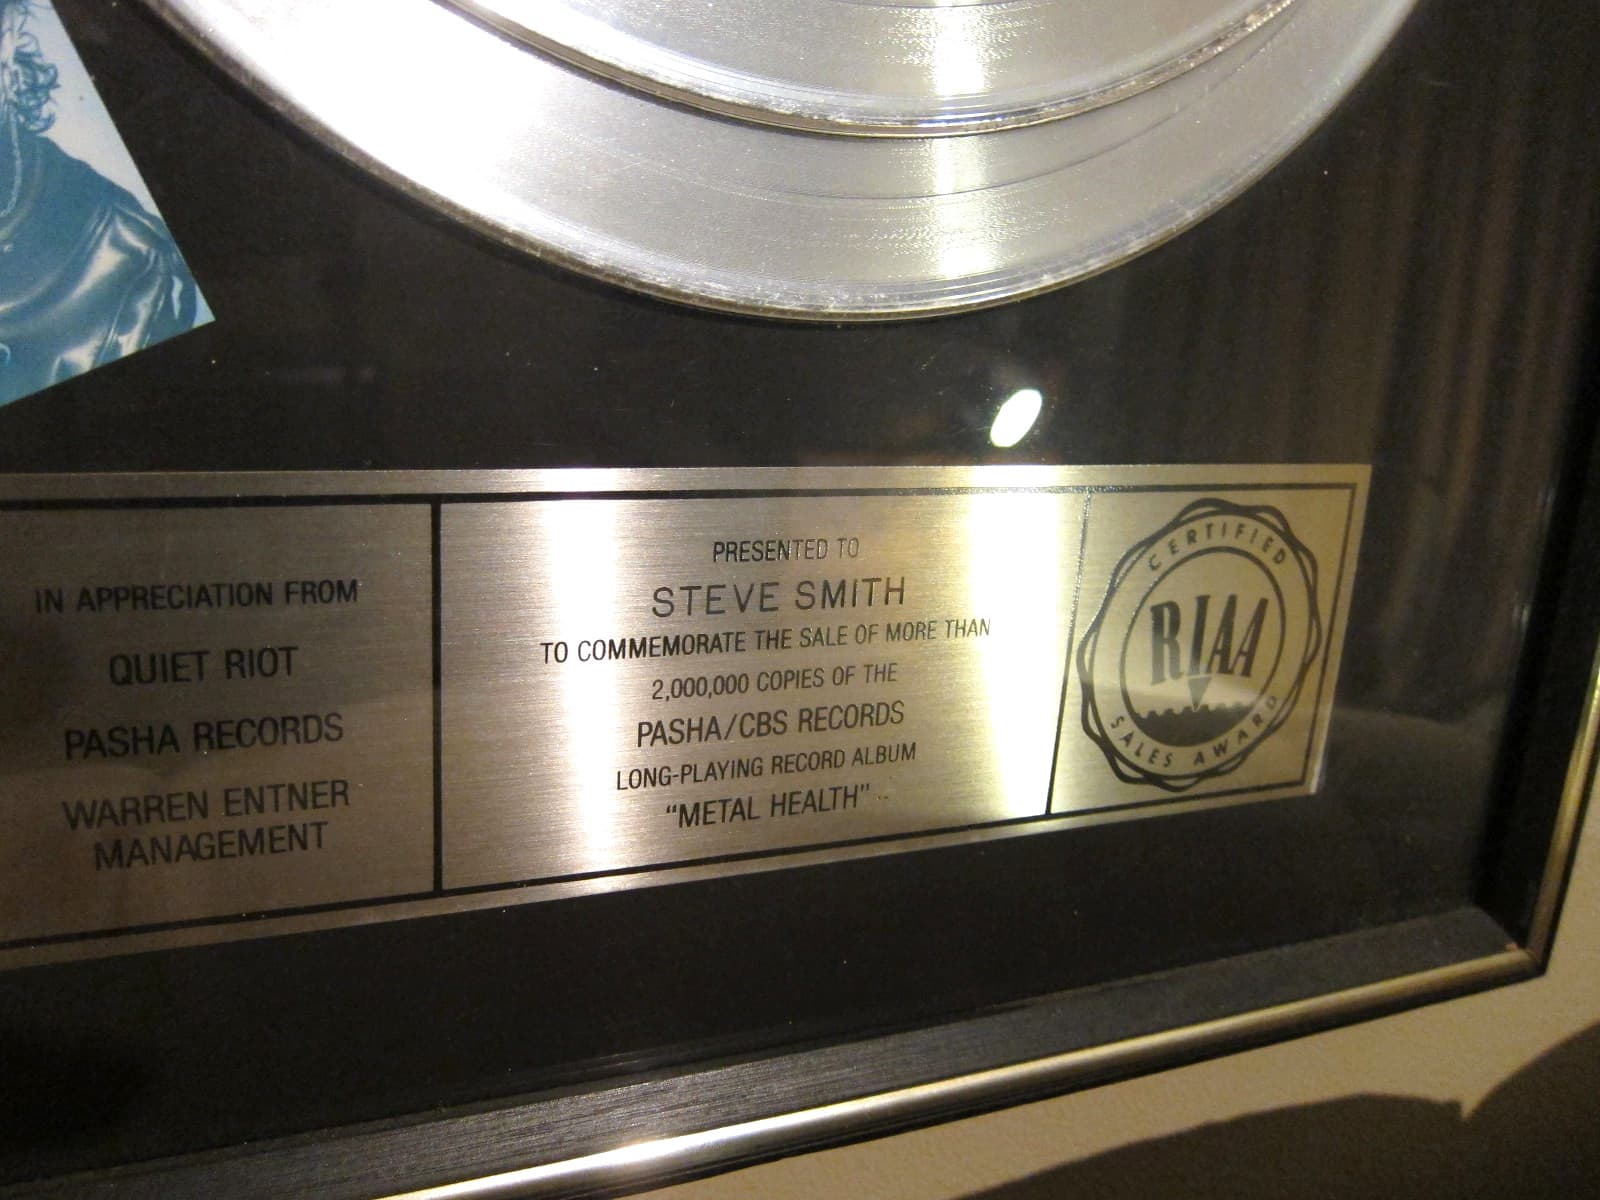 IN APPRECIATION FROM
QUIET RIOT
PASHA RECORDS
WARREN ENTNER
MANAGEMENT
PRESENTED TO
STEVE SMITH
TO COMMEMORATE THE SALE OF MORE THAN
2,000,000 COPIES OF THE
PASHA/CBS RECORDS
LONG-PLAYING RECORD ALBUM
"METAL HEALTH"
CERTIFIED
RIAA
SALES AWARD